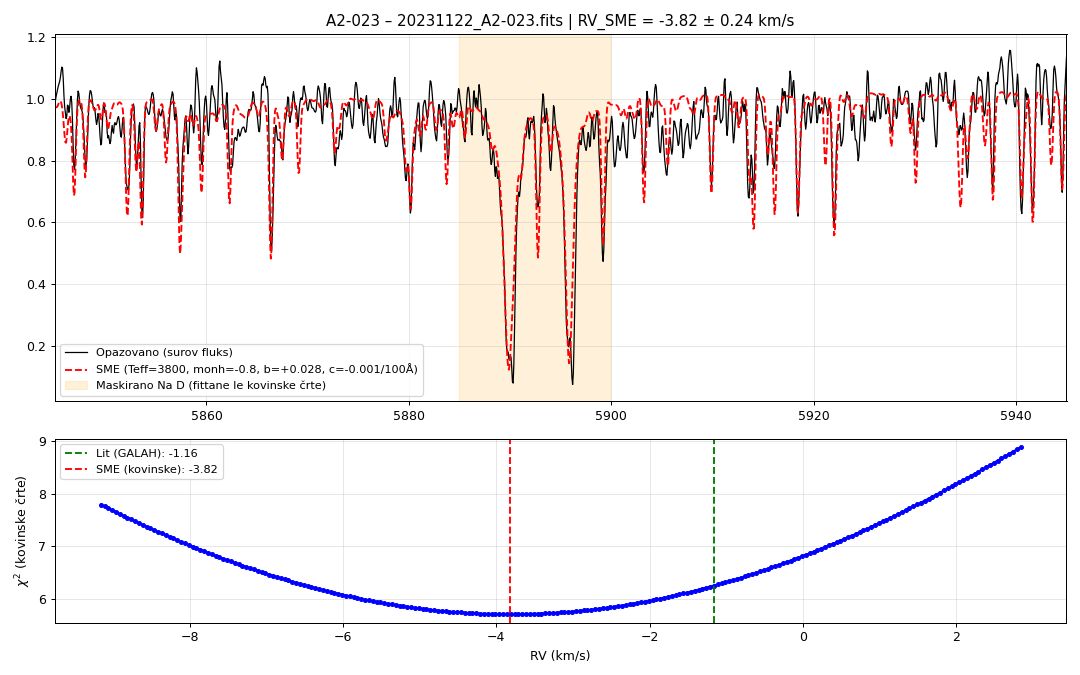 A2-023 – 20231122_A2-023.fits | RV_SME = -3.82 ± 0.24 km/s
1.2
1.0
0.8
0.6
0.4
0.2
Opazovano (surov fluks)
SME (Teff=3800, monh=-0.8, b=+0.028, c=-0.001/100Å)
Maskirano Na D (fittane le kovinske črte)
5860 5880 5900 5920 5940
9
8
7
6
χ² (kovinske črte)
Lit (GALAH): -1.16
SME (kovinske): -3.82
−8 −6 −4 −2 0 2
RV (km/s)